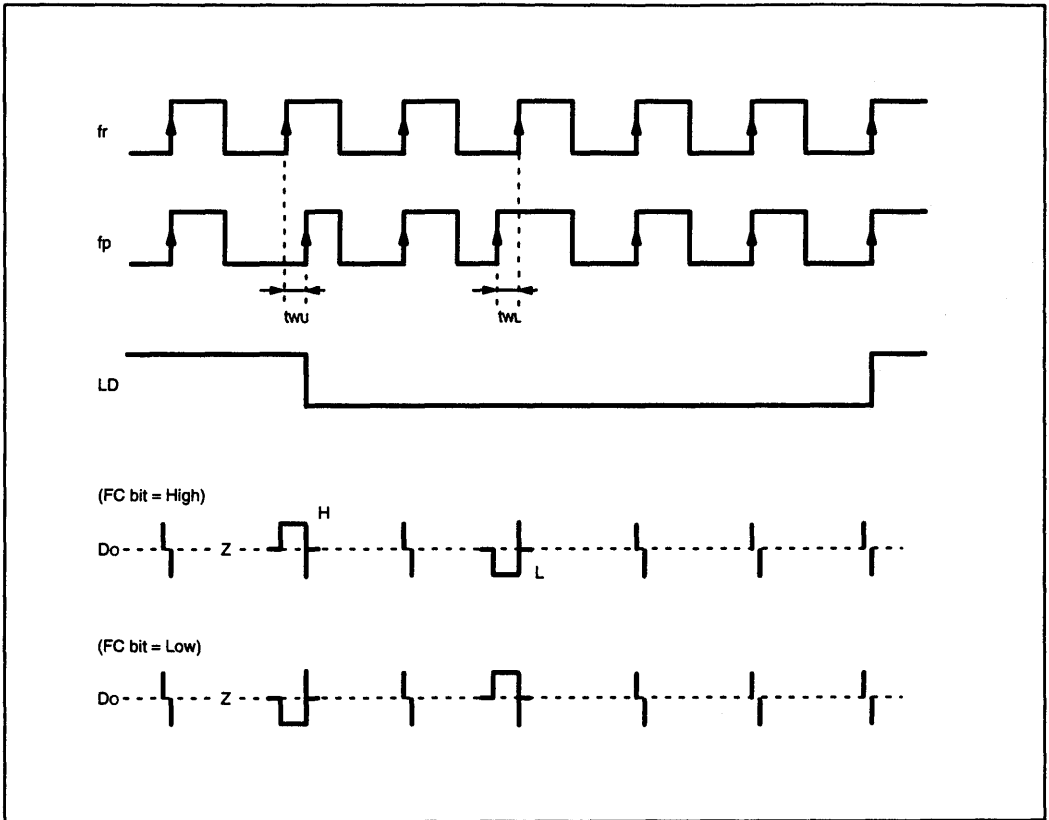 fr
fp
twU twL
LD
(FC bit = High)
H
Do Z
L
(FC bit = Low)
Do Z